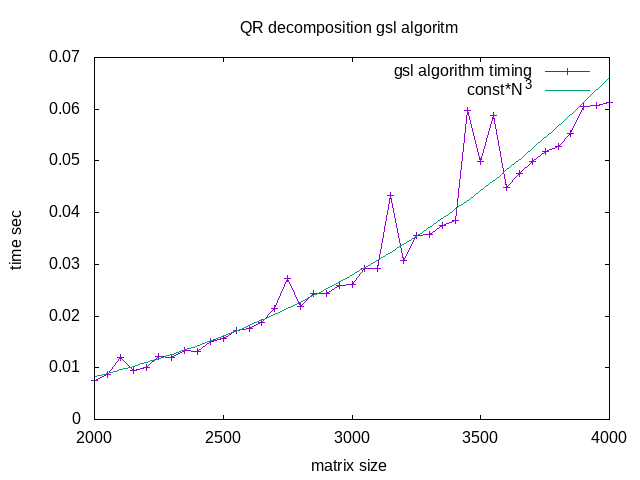 QR decomposition gsl algoritm
gsl algorithm timing
const*N^3
0.07
0.06
0.05
0.04
0.03
0.02
0.01
0
time sec
2000 2500 3000 3500 4000
matrix size